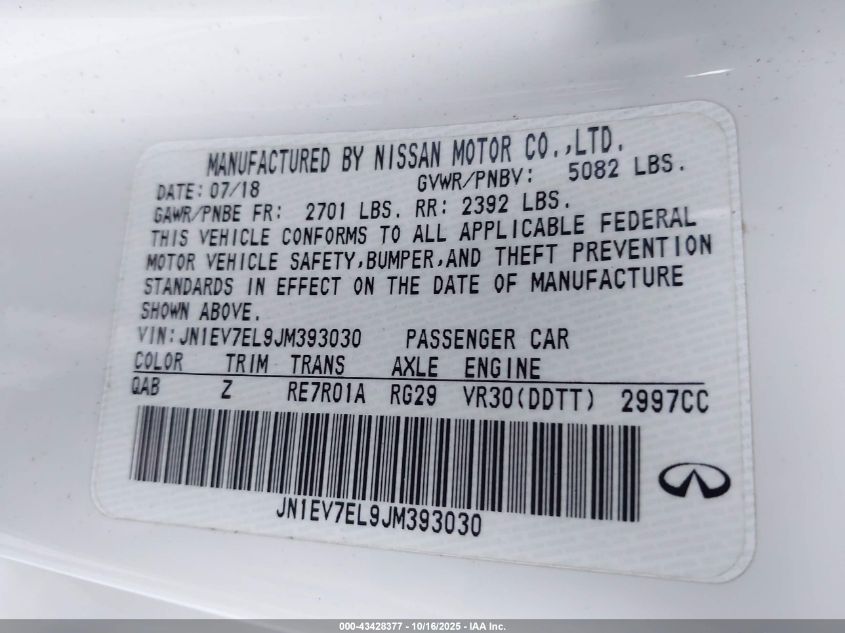 MANUFACTURED BY NISSAN MOTOR CO.,LTD.
DATE: 07/18 GVWR/PNBV: 5082 LBS.
GAWR/PNBE FR: 2701 LBS. RR: 2392 LBS.
THIS VEHICLE CONFORMS TO ALL APPLICABLE FEDERAL
MOTOR VEHICLE SAFETY,BUMPER,AND THEFT PREVENTION
STANDARDS IN EFFECT ON THE DATE OF MANUFACTURE
SHOWN ABOVE.
VIN:JN1EV7EL9JM393030 PASSENGER CAR
COLOR TRIM TRANS AXLE ENGINE
QAB Z RE7R01A RG29 VR30(DDTT) 2997CC
JN1EV7EL9JM393030
000-43428377 - 10/16/2025 - IAA Inc.